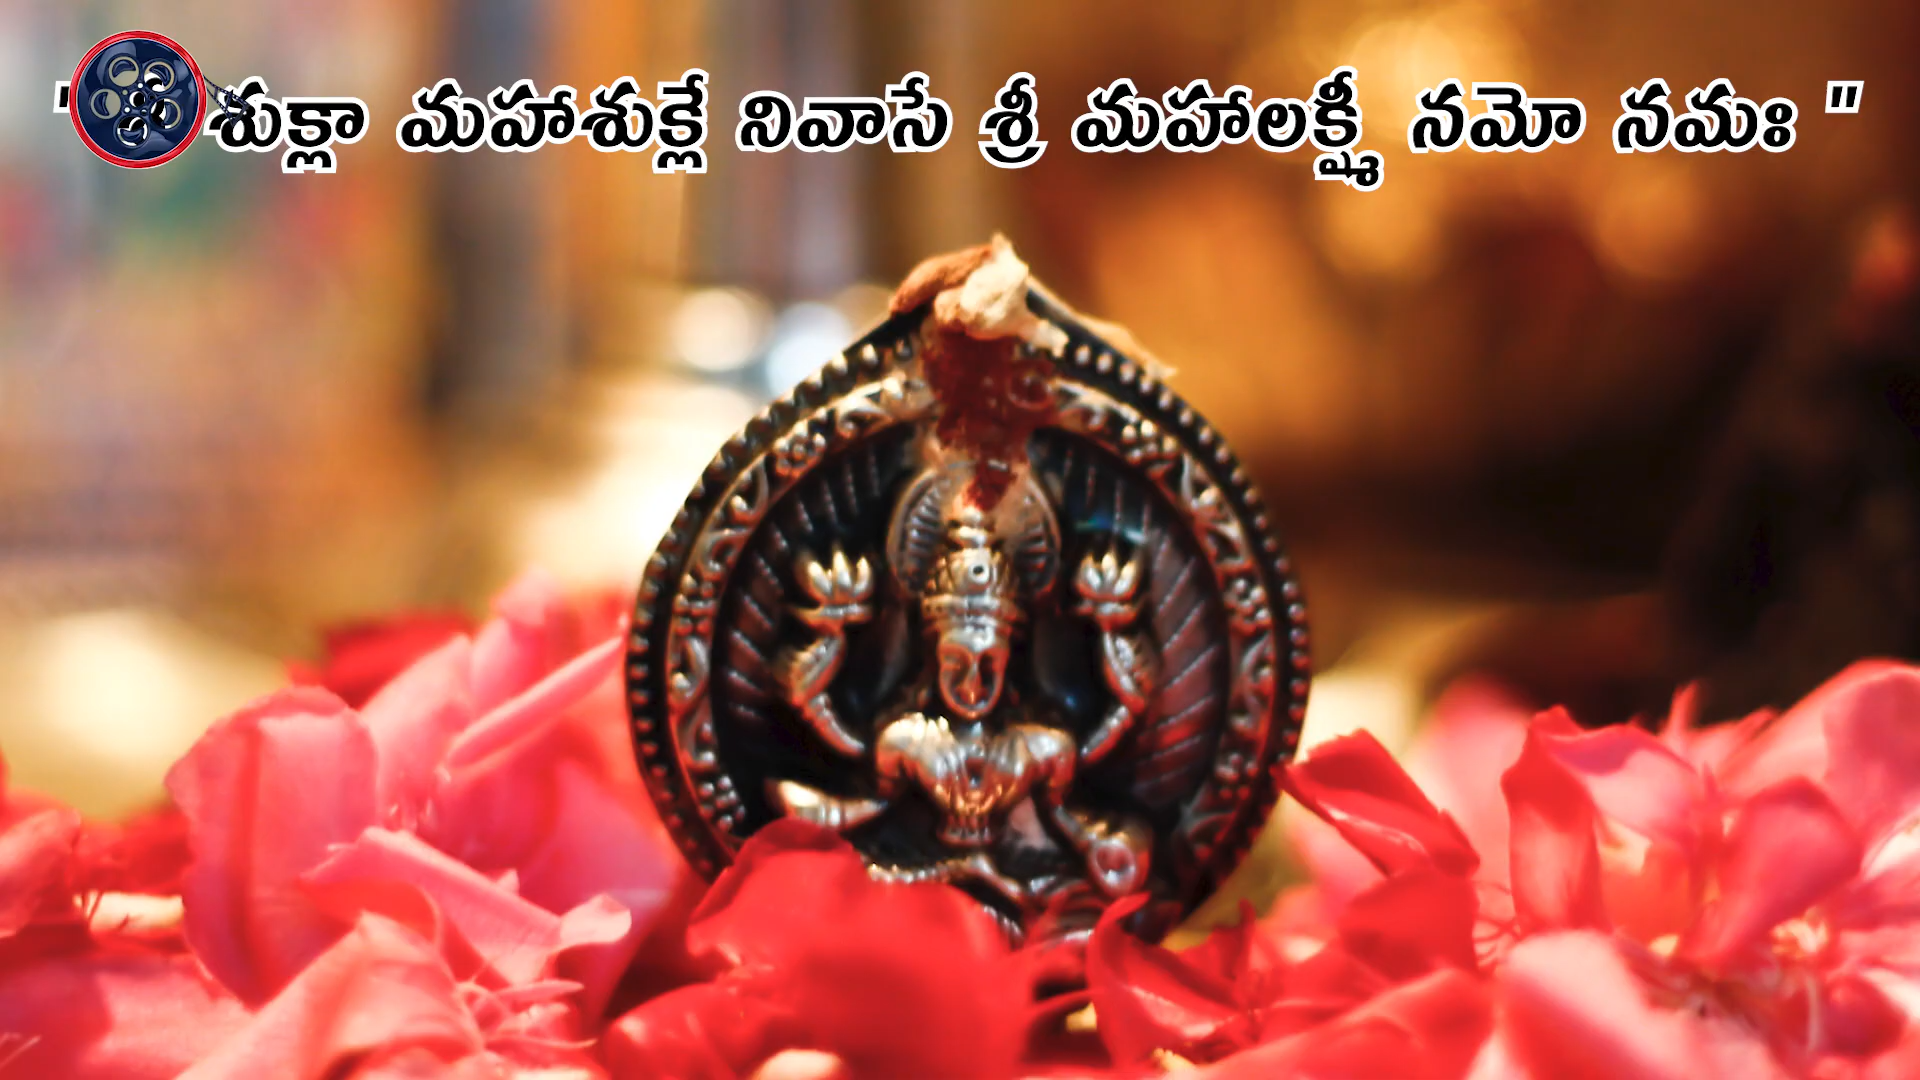 " శుక్లా మహాశుక్లే నివాసే శ్రీ మహాలక్ష్మీ నమో నమః "